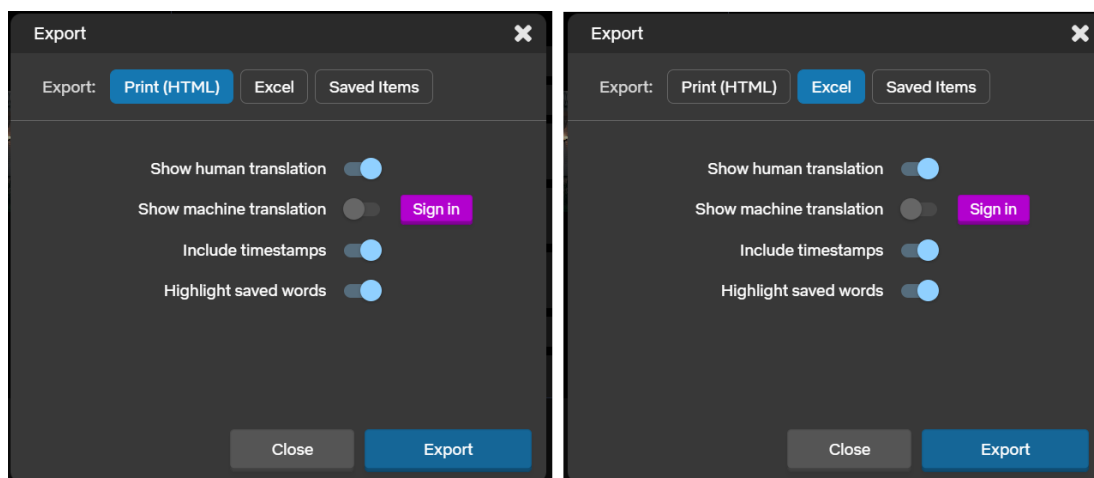 Export
Export: Print (HTML) Excel Saved Items
Show human translation
Show machine translation Sign in
Include timestamps
Highlight saved words
Close Export
Export
Export: Print (HTML) Excel Saved Items
Show human translation
Show machine translation Sign in
Include timestamps
Highlight saved words
Close Export